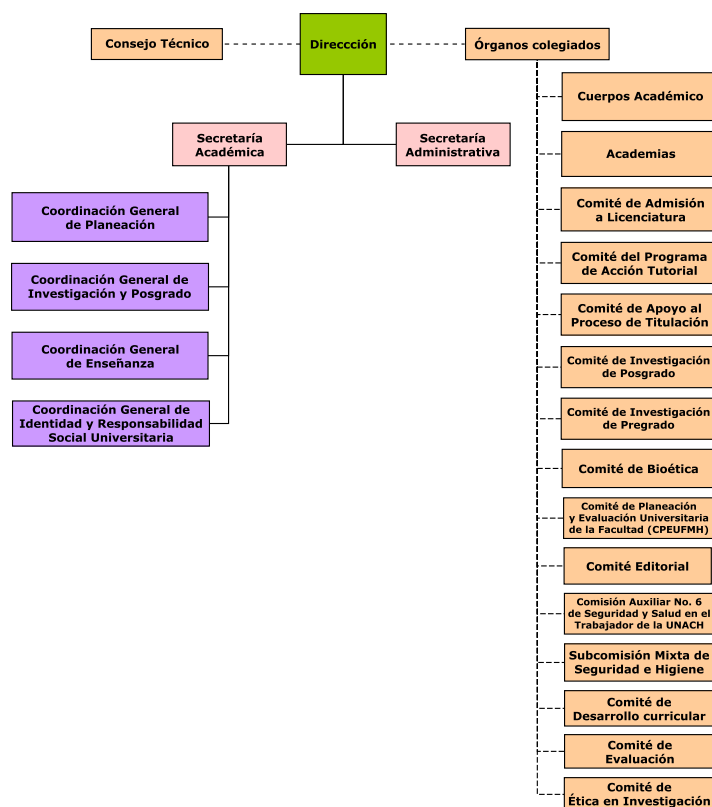 Consejo Técnico
Direccción
Órganos colegiados
Secretaría
Académica
Secretaría
Administrativa
Coordinación General
de Planeación
Coordinación General de
Investigación y Posgrado
Coordinación General
de Enseñanza
Coordinación General de
Identidad y Responsabilidad
Social Universitaria
Cuerpos Académico
Academias
Comité de Admisión
a Licenciatura
Comité del Programa
de Acción Tutorial
Comité de Apoyo al
Proceso de Titulación
Comité de Investigación
de Posgrado
Comité de Investigación
de Pregrado
Comité de Bioética
Comité de Planeación
y Evaluación Universitaria
de la Facultad (CPEUFMH)
Comité Editorial
Comisión Auxiliar No. 6
de Seguridad y Salud en el
Trabajador de la UNACH
Subcomisión Mixta de
Seguridad e Higiene
Comité de
Desarrollo curricular
Comité de
Evaluación
Comité de
Ética en Investigación